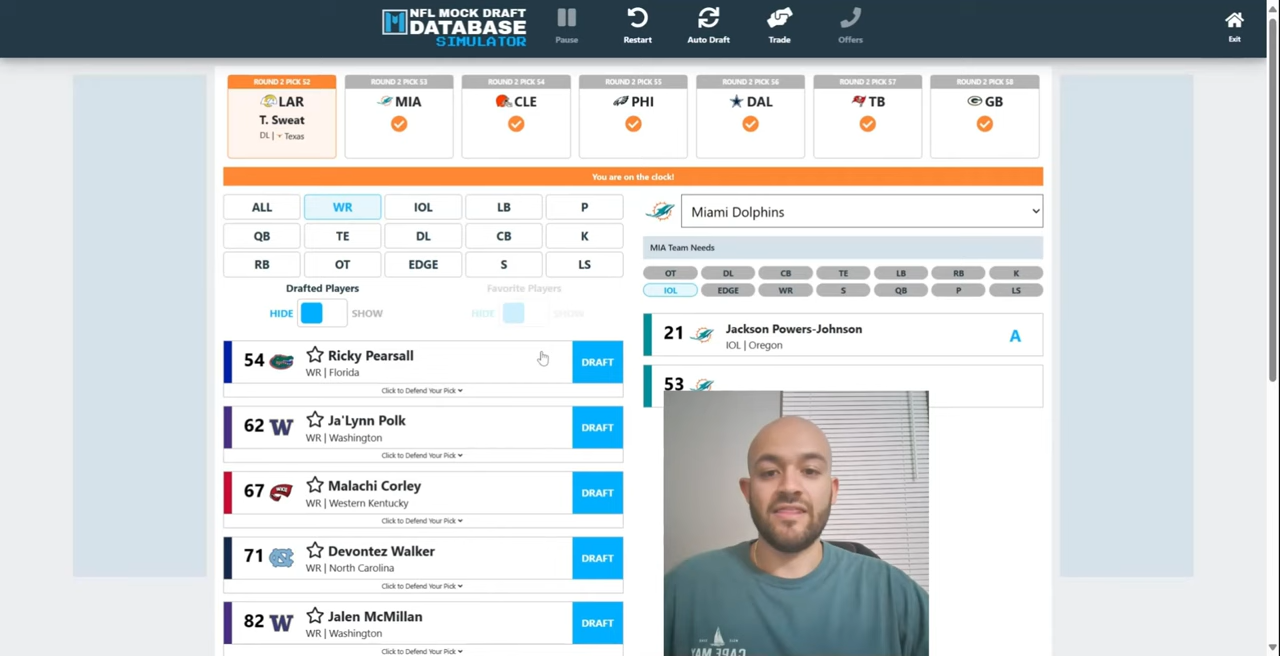 NFL MOCK DRAFT
DATABASE
SIMULATOR
Pause
Restart
Auto Draft
Trade
Offers
Exit
ROUND 2 PICK 52
LAR
T. Sweat
DL | Texas
ROUND 2 PICK 53
MIA
ROUND 2 PICK 54
CLE
ROUND 2 PICK 55
PHI
ROUND 2 PICK 56
DAL
ROUND 2 PICK 57
TB
ROUND 2 PICK 58
GB
You are on the clock!
ALL WR IOL LB P
QB TE DL CB K
RB OT EDGE S LS
Drafted Players
HIDE SHOW
Favorite Players
HIDE SHOW
54 Ricky Pearsall
WR | Florida
DRAFT
Click to Defend Your Pick
62 W Ja'Lynn Polk
WR | Washington
DRAFT
Click to Defend Your Pick
67 Malachi Corley
WR | Western Kentucky
DRAFT
Click to Defend Your Pick
71 Devontez Walker
WR | North Carolina
DRAFT
Click to Defend Your Pick
82 W Jalen McMillan
WR | Washington
DRAFT
Click to Defend Your Pick
Miami Dolphins
MIA Team Needs
OT DL CB TE LB RB K
IOL EDGE WR S QB P LS
21 Jackson Powers-Johnson
IOL | Oregon
A
53